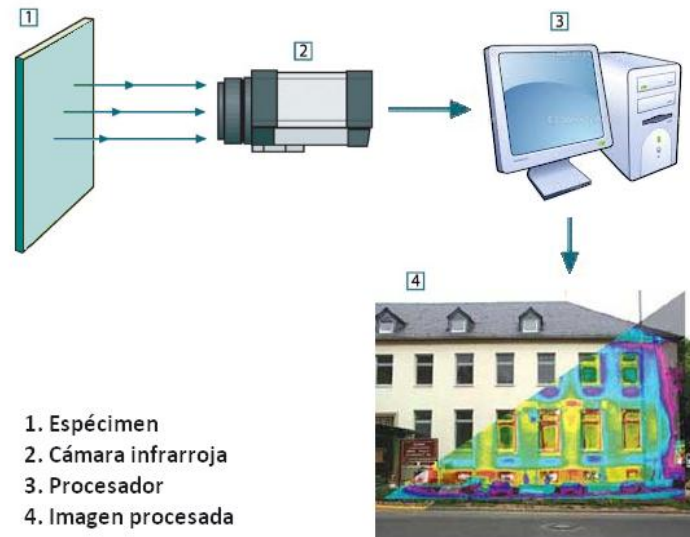 1
2
3
4
1. Espécimen
2. Cámara infrarroja
3. Procesador
4. Imagen procesada